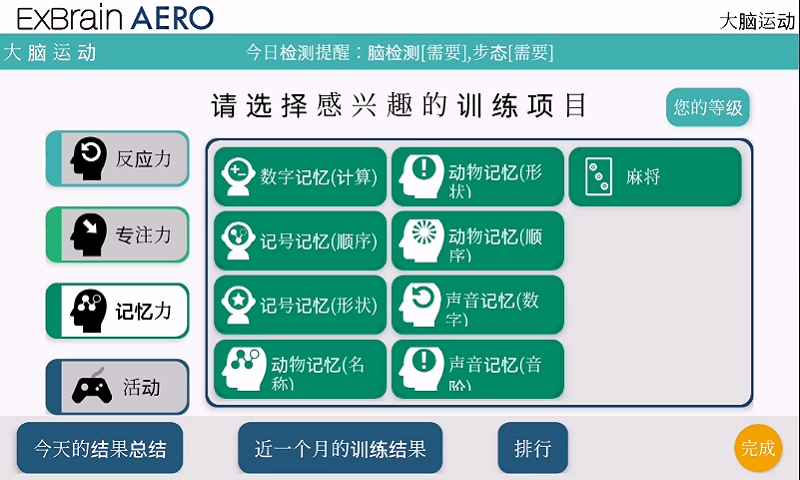 ExBrain AERO
大脑运动
大脑运动
今日检测提醒：脑检测[需要],步态[需要]
请选择感兴趣的训练项目
您的等级
反应力
专注力
记忆力
活动
数字记忆(计算)
动物记忆(形
状)
麻将
记号记忆(顺序)
动物记忆(顺
序)
记号记忆(形状)
声音记忆(数
字)
动物记忆(名
称)
声音记忆(音
阶)
今天的结果总结
近一个月的训练结果
排行
完成